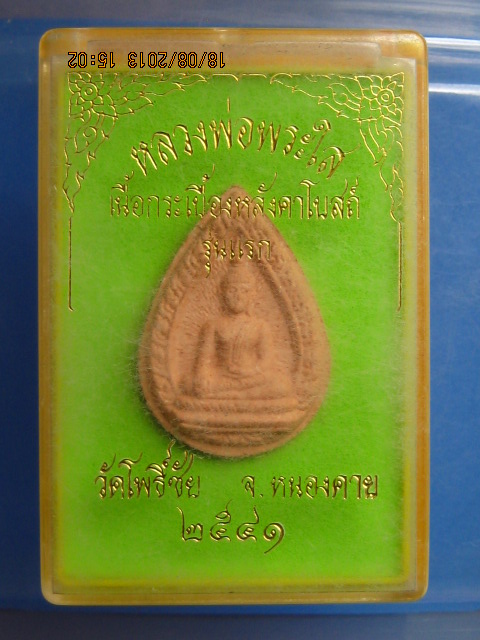 18/08/2013 15:02
หลวงพ่อพระใส
เนื้อกระเบื้องหลังคาโบสถ์
รุ่นแรก
วัดโพธิ์ชัย จ.หนองคาย
๒๕๔๑